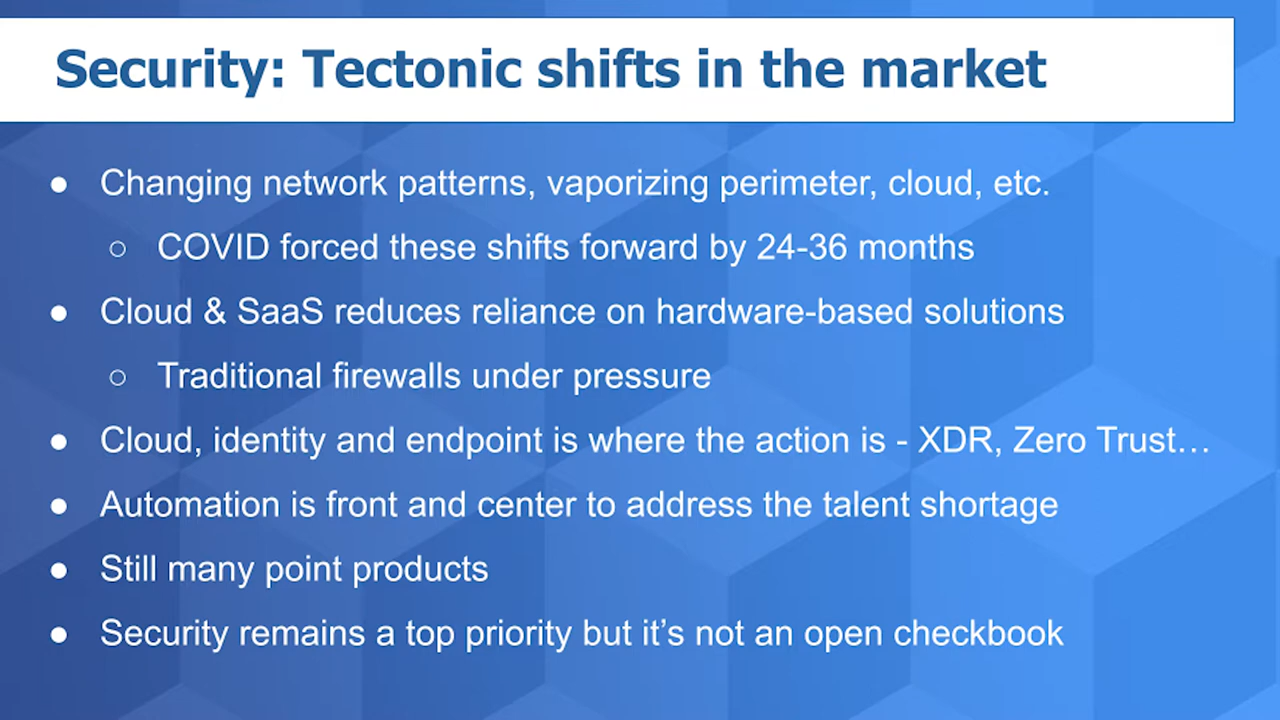 Security: Tectonic shifts in the market
● Changing network patterns, vaporizing perimeter, cloud, etc.
○ COVID forced these shifts forward by 24-36 months
● Cloud & SaaS reduces reliance on hardware-based solutions
○ Traditional firewalls under pressure
● Cloud, identity and endpoint is where the action is - XDR, Zero Trust…
● Automation is front and center to address the talent shortage
● Still many point products
● Security remains a top priority but it’s not an open checkbook